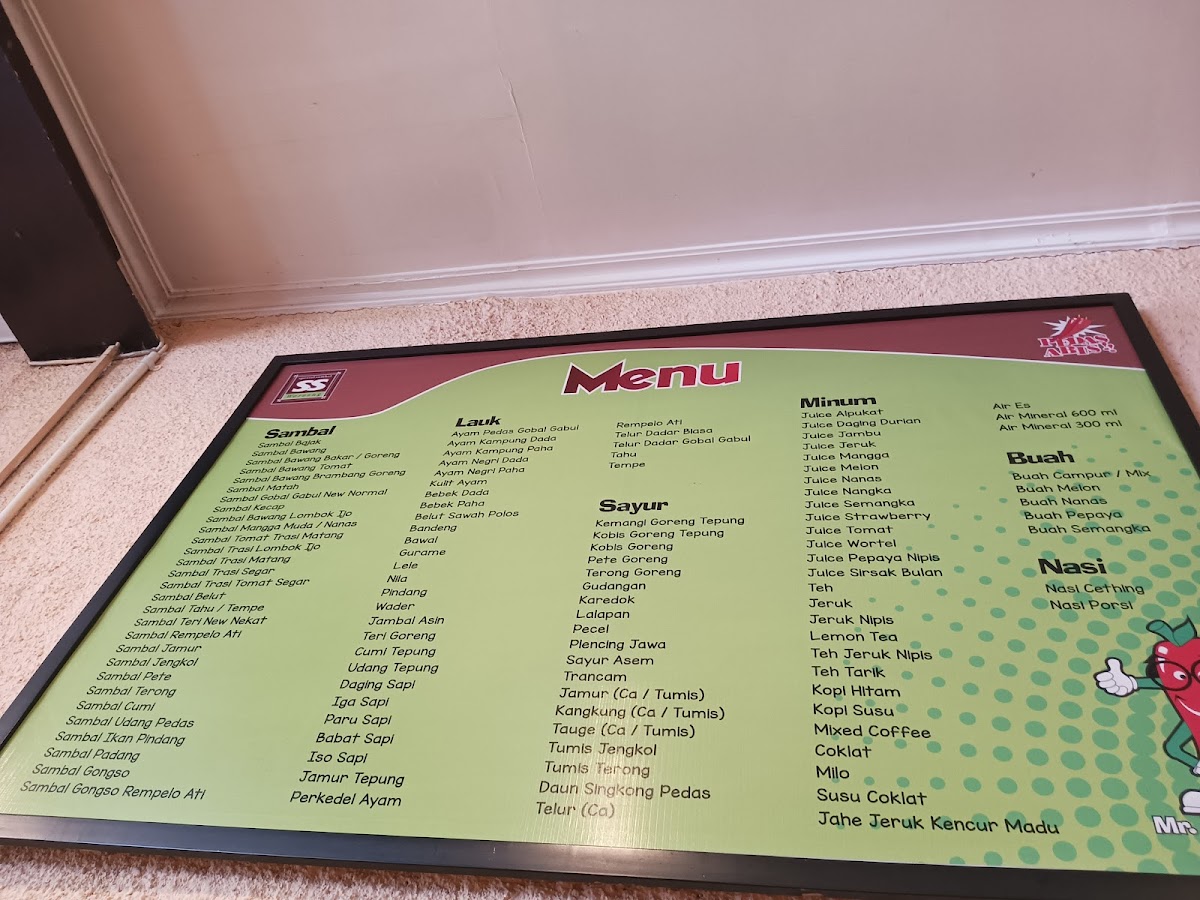 SS
Menu
Sambal
Sambal Bajak
Sambal Bawang
Sambal Bawang Bakar / Goreng
Sambal Bawang Tomat
Sambal Bawang Brambang Goreng
Sambal Matah
Sambal Gobal Gabul New Normal
Sambal Kecap
Sambal Bawang Lombok Ijo
Sambal Mangga Muda / Nanas
Sambal Tomat Trasi Matang
Sambal Trasi Lombok Ijo
Sambal Trasi Matang
Sambal Trasi Segar
Sambal Trasi Tomat Segar
Sambal Belut
Sambal Tahu / Tempe
Sambal Teri New Nekat
Sambal Rempelo Ati
Sambal Jamur
Sambal Jengkol
Sambal Pete
Sambal Terong
Sambal Cumi
Sambal Udang Pedas
Sambal Ikan Pindang
Sambal Padang
Sambal Gongso
Sambal Gongso Rempelo Ati
Lauk
Ayam Pedas Gobal Gabul
Ayam Kampung Dada
Ayam Kampung Paha
Ayam Negri Dada
Ayam Negri Paha
Kulit Ayam
Bebek Dada
Bebek Paha
Belut Sawah Polos
Bandeng
Bawal
Gurame
Lele
Nila
Pindang
Wader
Jambal Asin
Teri Goreng
Cumi Tepung
Udang Tepung
Daging Sapi
Iga Sapi
Paru Sapi
Babat Sapi
Iso Sapi
Jamur Tepung
Perkedel Ayam
Rempelo Ati
Telur Dadar Biasa
Telur Dadar Gobal Gabul
Tahu
Tempe
Sayur
Kemangi Goreng Tepung
Kobis Goreng Tepung
Kobis Goreng
Pete Goreng
Terong Goreng
Gudangan
Karedok
Lalapan
Pecel
Plencing Jawa
Sayur Asem
Trancam
Jamur (Ca / Tumis)
Kangkung (Ca / Tumis)
Tauge (Ca / Tumis)
Tumis Jengkol
Tumis Terong
Daun Singkong Pedas
Telur (Ca)
Minum
Juice Alpukat
Juice Daging Durian
Juice Jambu
Juice Jeruk
Juice Mangga
Juice Melon
Juice Nanas
Juice Nangka
Juice Semangka
Juice Strawberry
Juice Tomat
Juice Wortel
Juice Pepaya Nipis
Juice Sirsak Bulan
Teh
Jeruk
Jeruk Nipis
Lemon Tea
Teh Jeruk Nipis
Teh Tarik
Kopi Hitam
Kopi Susu
Mixed Coffee
Coklat
Milo
Susu Coklat
Jahe Jeruk Kencur Madu
Air Es
Air Mineral 600 ml
Air Mineral 300 ml
Buah
Buah Campur / Mix
Buah Melon
Buah Nanas
Buah Pepaya
Buah Semangka
Nasi
Nasi Cething
Nasi Porsi
Mr.